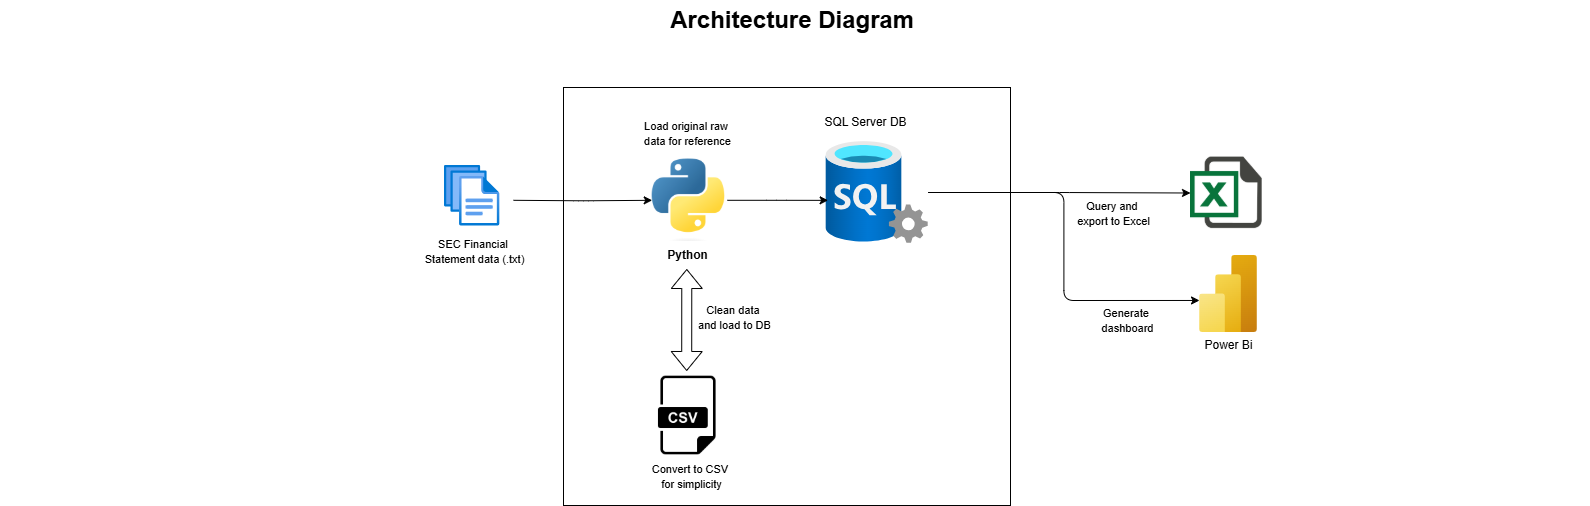 Architecture Diagram
Load original raw
data for reference
SQL Server DB
SQL
X
SEC Financial
Statement data (.txt)
Python
Query and
export to Excel
Clean data
and load to DB
Generate
dashboard
Power Bi
CSV
Convert to CSV
for simplicity